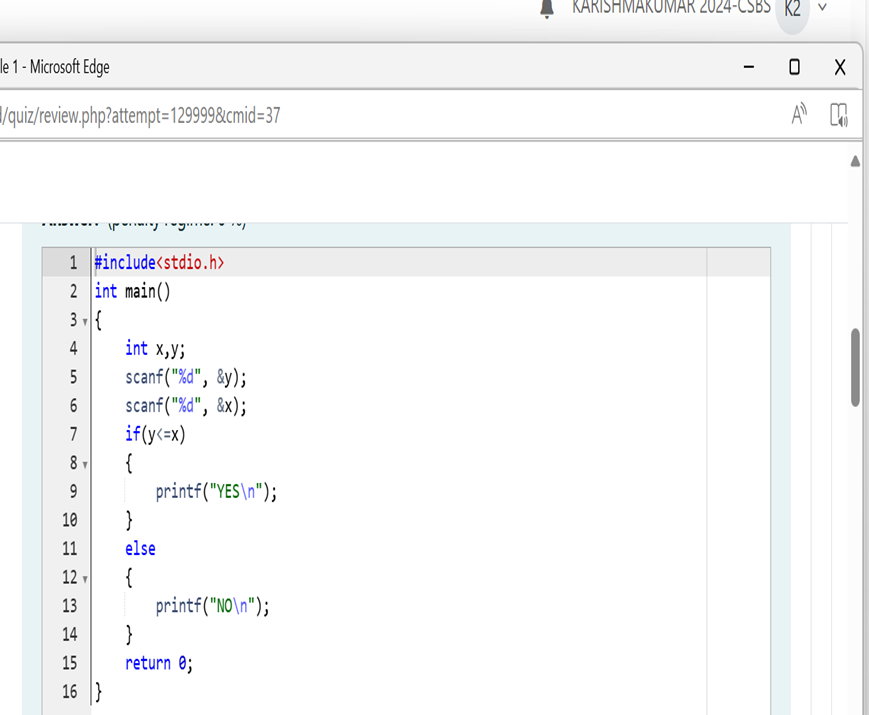 KARISHMAKUMAR 2024-CSBS K2
le 1 - Microsoft Edge
/quiz/review.php?attempt=129999&cmid=37
1 #include<stdio.h>
2 int main()
3 {
4 int x,y;
5 scanf("%d", &y);
6 scanf("%d", &x);
7 if(y<=x)
8 {
9 printf("YES\n");
10 }
11 else
12 {
13 printf("NO\n");
14 }
15 return 0;
16 }